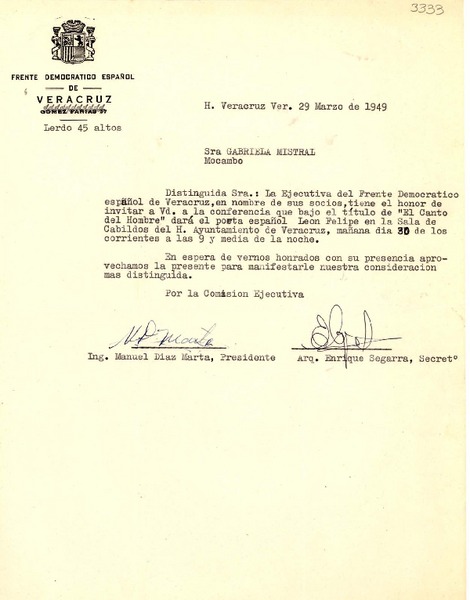 3333
FRENTE DEMOCRATICO ESPAÑOL
DE
VERACRUZ
GOMEZ FARIAS 37
Lerdo 45 altos
H. Veracruz Ver. 29 Marzo de 1949
Sra GABRIELA MISTRAL
Mocambo
Distinguida Sra.: La Ejecutiva del Frente Democratico
español de Veracruz,en nombre de sus socios,tiene el honor de
invitar a Vd. a la conferencia que bajo el título de "El Canto
del Hombre" dará el poeta español Leon Felipe en la Sala de
Cabildos del H. Ayuntamiento de Veracruz, mañana dia 30 de los
corrientes a las 9 y media de la noche.
En espera de vernos honrados con su presencia apro-
vechamos la presente para manifestarle nuestra consideracion
mas distinguida.
Por la Comision Ejecutiva
Ing. Manuel Diaz Marta, Presidente Arq. Enrique Segarra, Secretº